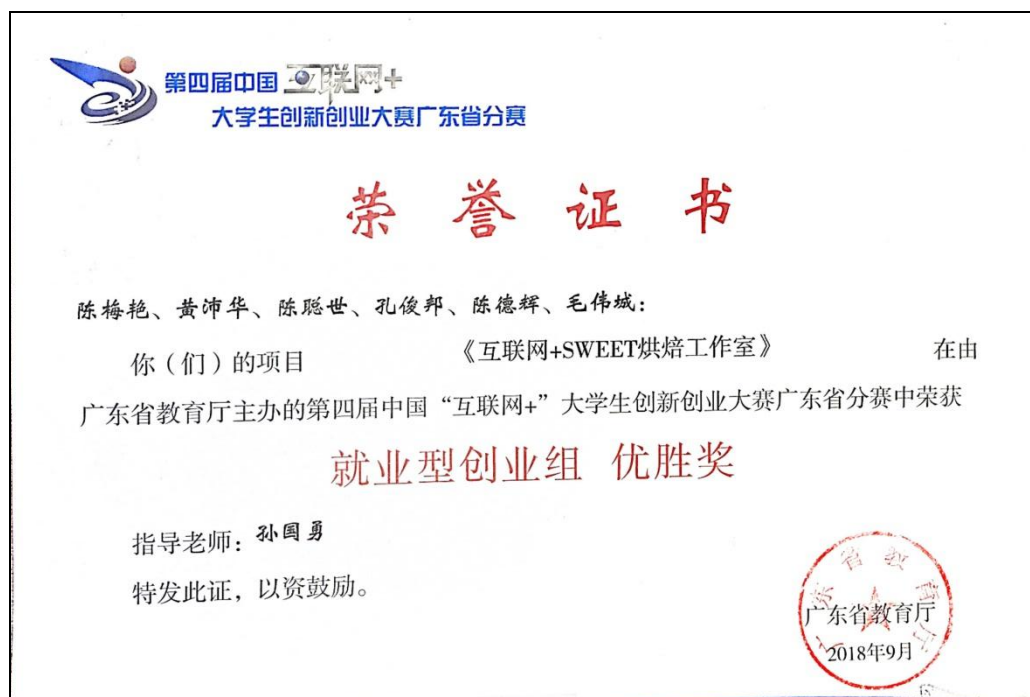 第四届中国 互联网+
大学生创新创业大赛广东省分赛
荣誉证书
陈梅艳、黄沛华、陈聪世、孔俊邦、陈德辉、毛伟城：
你（们）的项目 《互联网+SWEET烘焙工作室》 在由
广东省教育厅主办的第四届中国“互联网+”大学生创新创业大赛广东省分赛中荣获
就业型创业组 优胜奖
指导老师：孙国勇
特发此证，以资鼓励。
广东省教育厅
广东省教育厅
2018年9月